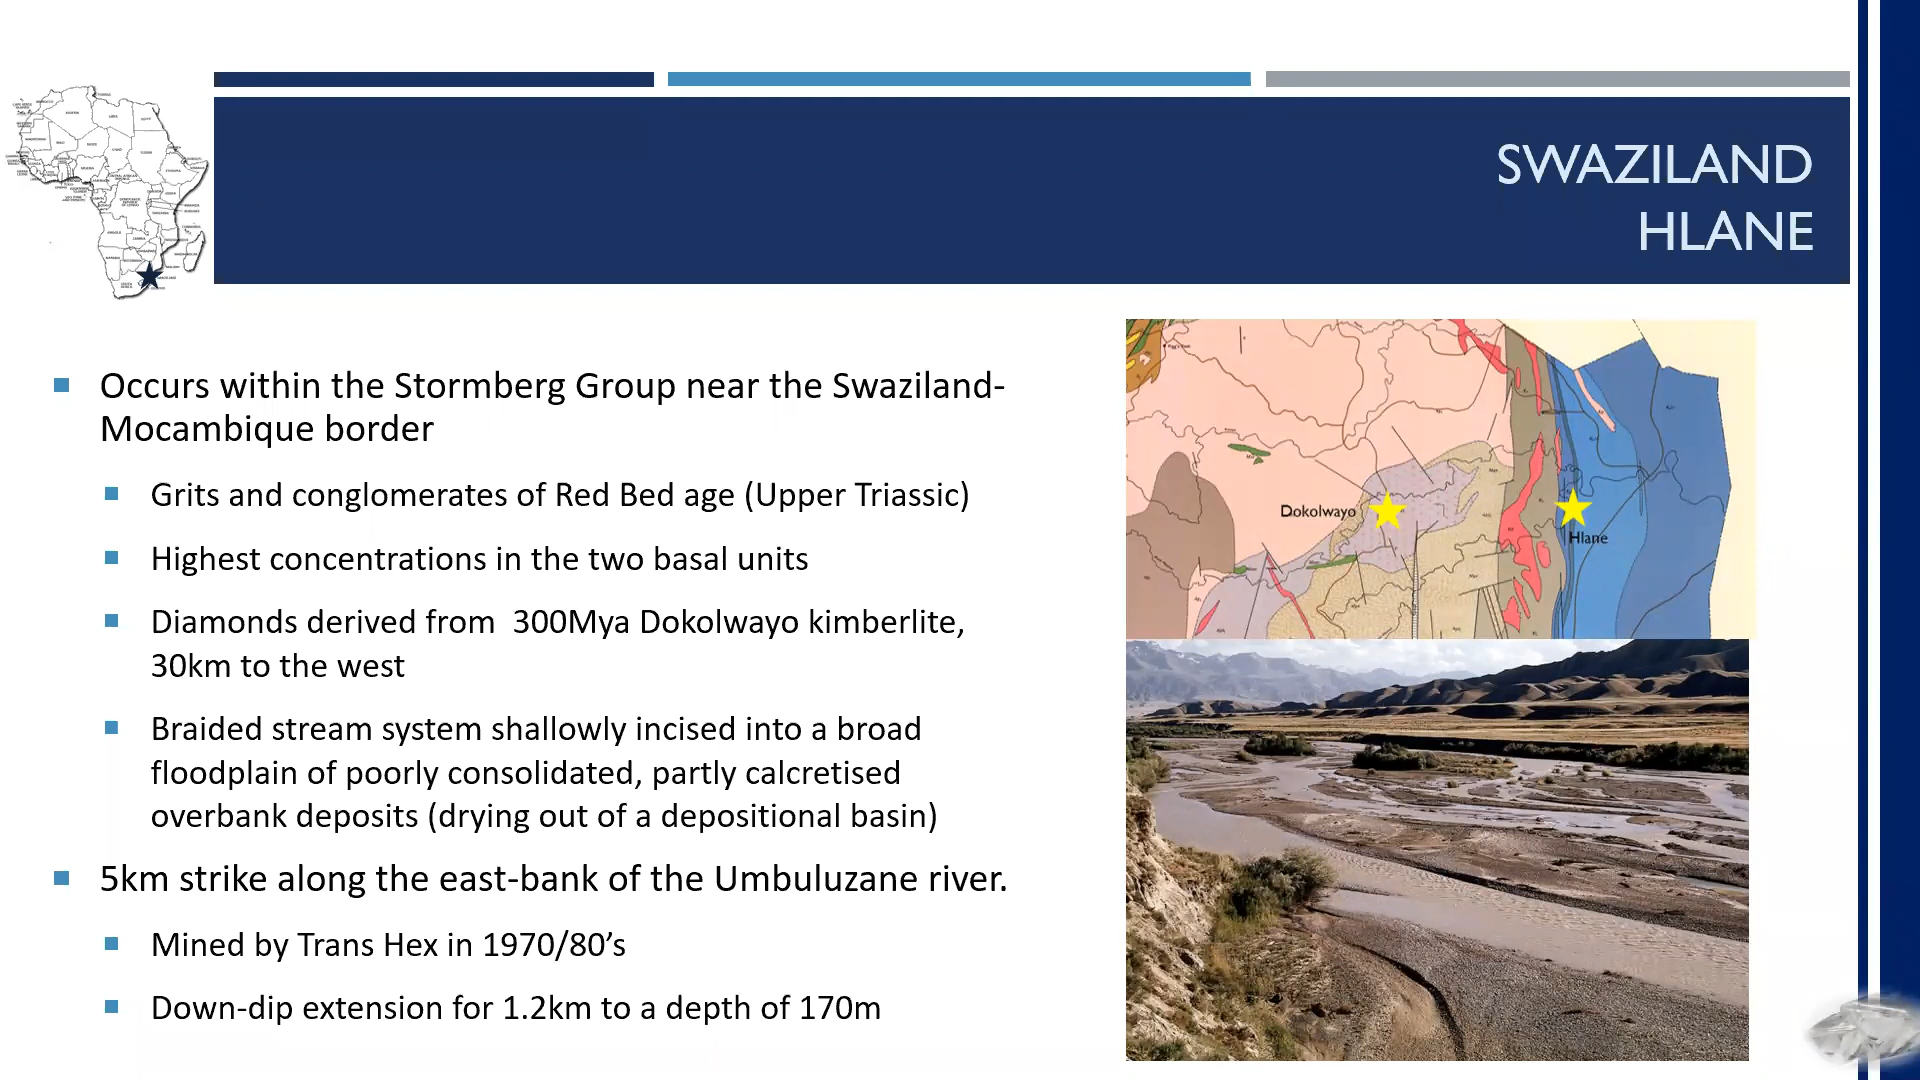 SWAZILAND
HLANE
Occurs within the Stormberg Group near the Swaziland-
Mocambique border
Grits and conglomerates of Red Bed age (Upper Triassic)
Highest concentrations in the two basal units
Diamonds derived from  300Mya Dokolwayo kimberlite,
30km to the west
Braided stream system shallowly incised into a broad
floodplain of poorly consolidated, partly calcretised
overbank deposits (drying out of a depositional basin)
5km strike along the east-bank of the Umbuluzane river.
Mined by Trans Hex in 1970/80’s
Down-dip extension for 1.2km to a depth of 170m
Dokolwayo
Hlane